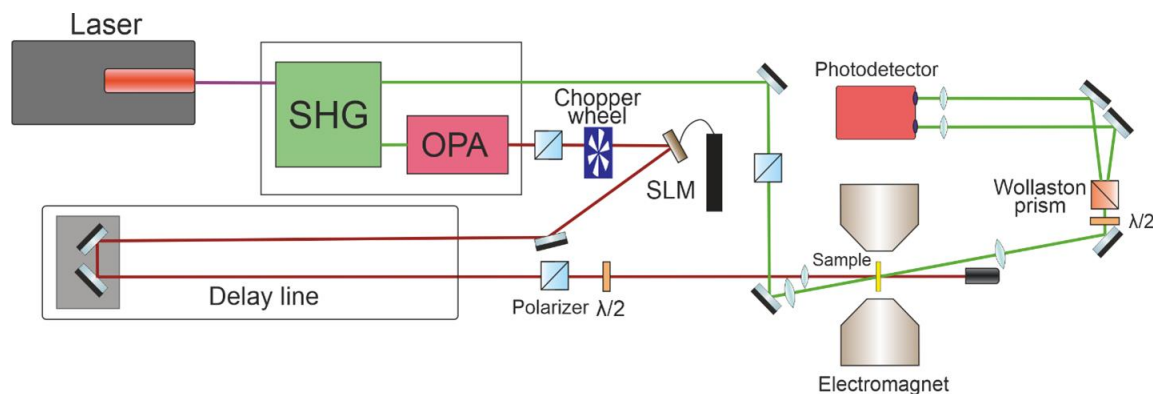 Laser
SHG
OPA
Chopper
wheel
SLM
Photodetector
Wollaston
prism
λ/2
Sample
Delay line
Polarizer
λ/2
Electromagnet